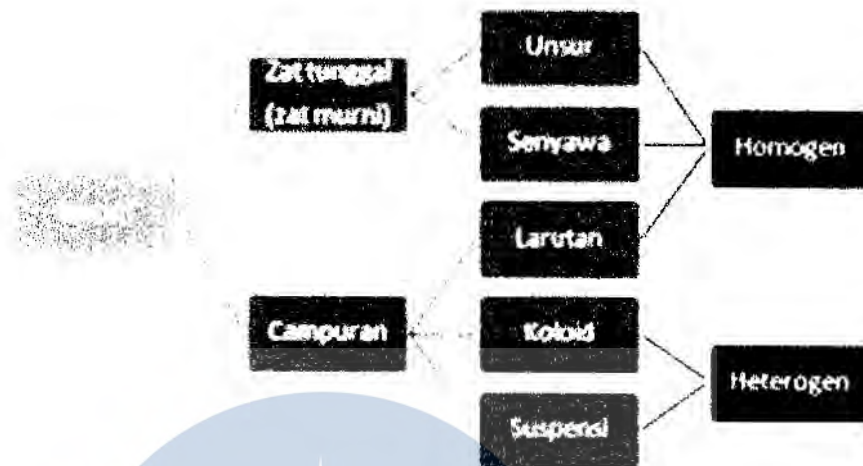 Unsur
Zat tunggal
(zat murni)
Senyawa
Homogen
Larutan
Campuran
Koloid
Heterogen
Suspensi